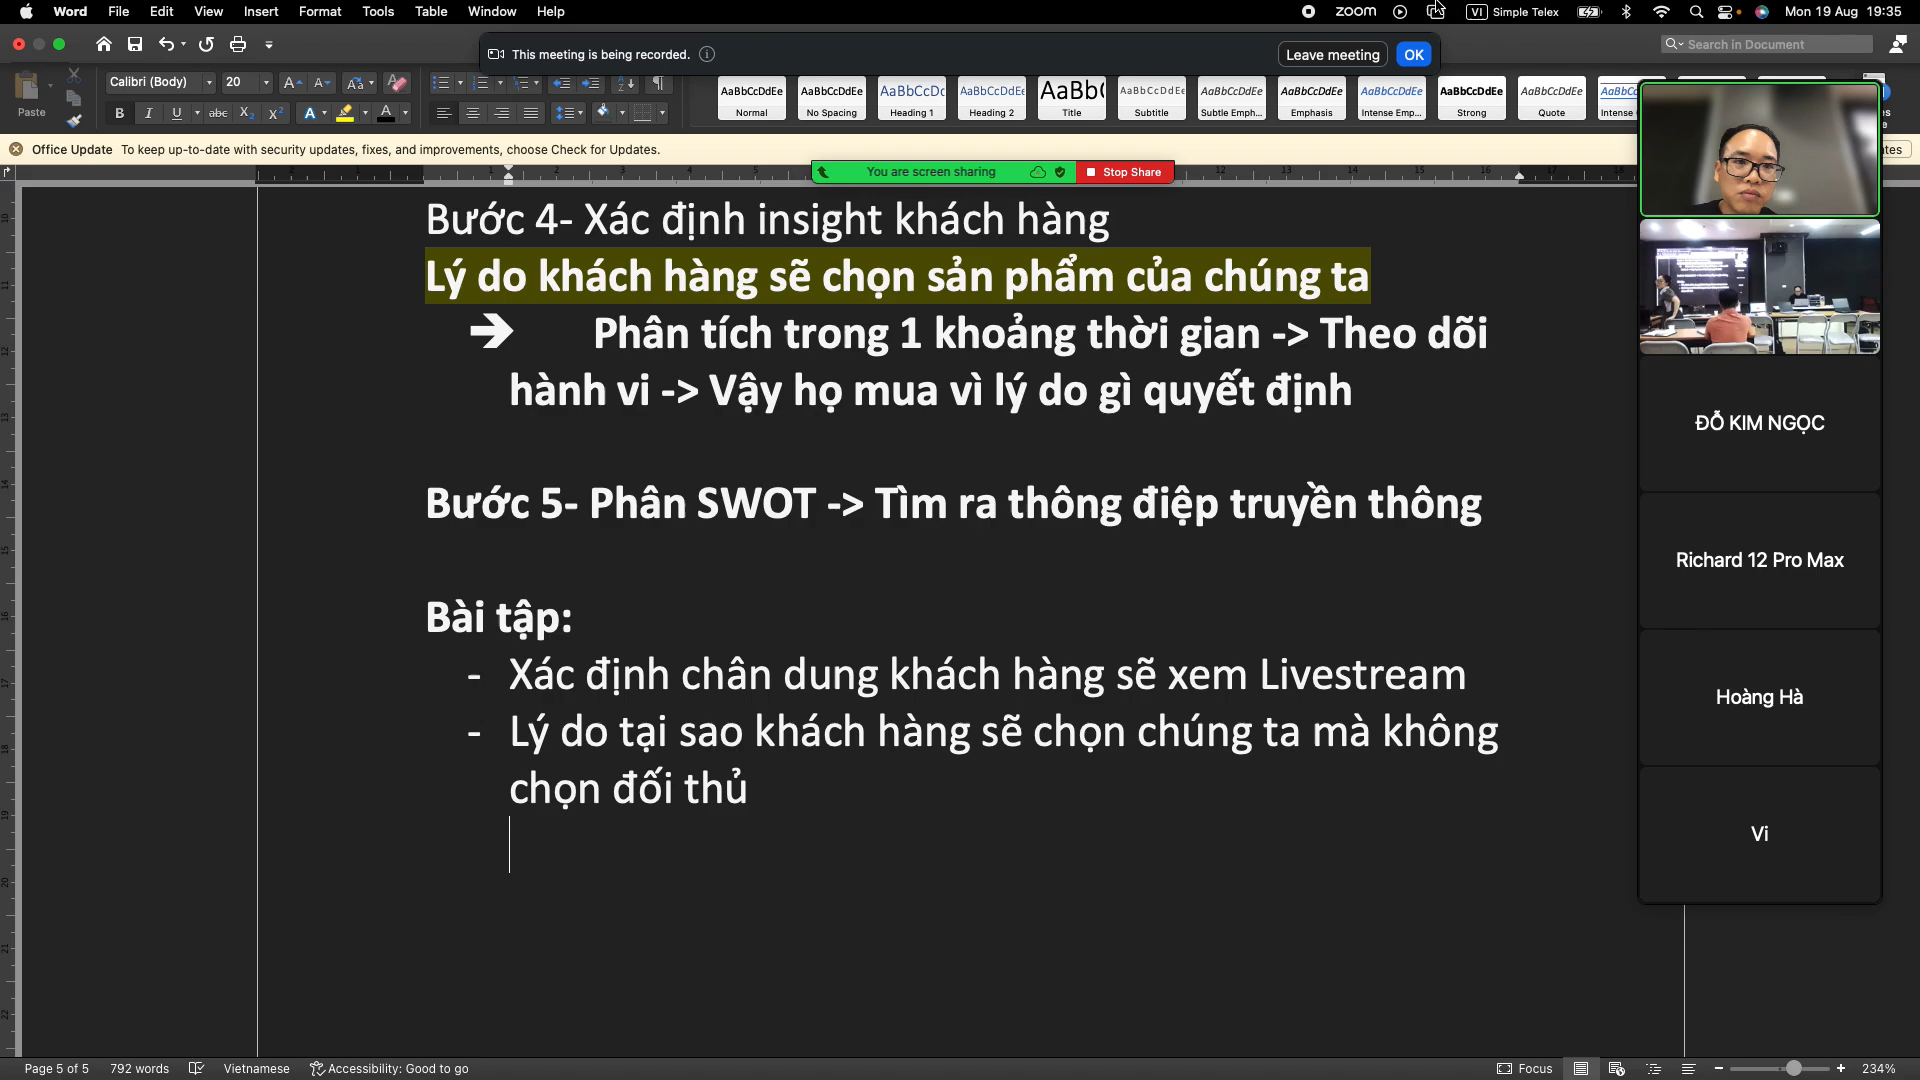 Word File Edit View Insert Format Tools Table Window Help zoom VI Simple Telex Mon 19 Aug 19:35
This meeting is being recorded. Leave meeting OK
Search in Document
Paste
Calibri (Body) 20
AaBbCcDdEe Normal
AaBbCcDdEe No Spacing
AaBbCcDc Heading 1
AaBbCcDdEe Heading 2
AaBb( Title
AaBbCcDdEe Subtitle
AaBbCcDdEe Subtle Emph...
AaBbCcDdEe Emphasis
AaBbCcDdEe Intense Emp...
AaBbCcDdEe Strong
AaBbCcDdEe Quote
AaBbCc Intense
Office Update To keep up-to-date with security updates, fixes, and improvements, choose Check for Updates.
You are screen sharing Stop Share
Bước 4- Xác định insight khách hàng
Lý do khách hàng sẽ chọn sản phẩm của chúng ta
➔ Phân tích trong 1 khoảng thời gian -> Theo dõi
hành vi -> Vậy họ mua vì lý do gì quyết định
Bước 5- Phân SWOT -> Tìm ra thông điệp truyền thông
Bài tập:
- Xác định chân dung khách hàng sẽ xem Livestream
- Lý do tại sao khách hàng sẽ chọn chúng ta mà không
chọn đối thủ
ĐỖ KIM NGỌC
Richard 12 Pro Max
Hoàng Hà
Vi
Page 5 of 5 792 words Vietnamese Accessibility: Good to go Focus 234%